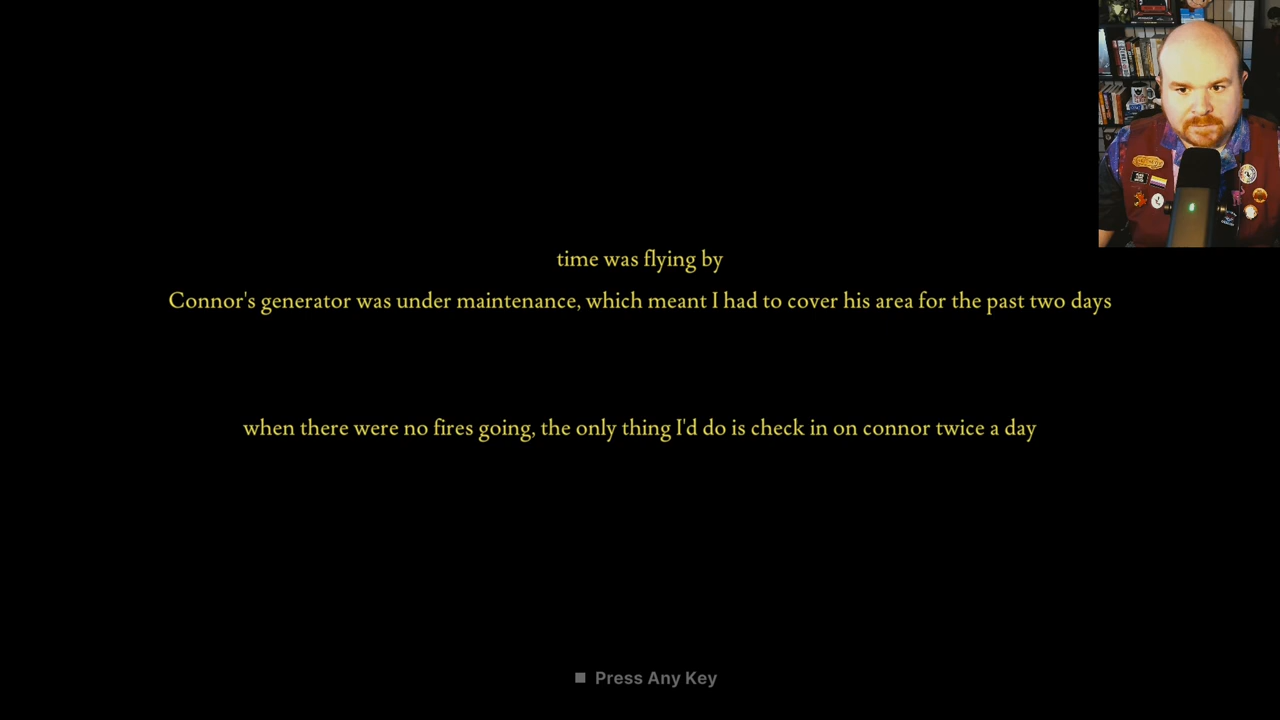 time was flying by
Connor's generator was under maintenance, which meant I had to cover his area for the past two days
when there were no fires going, the only thing I'd do is check in on connor twice a day
Press Any Key